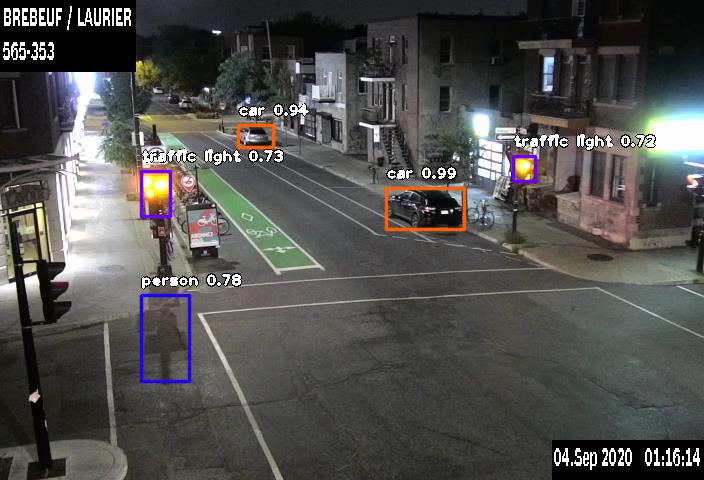 BREBEUF / LAURIER
565-353
car 0.94
traffic light 0.72
traffic light 0.73
car 0.99
person 0.78
04.Sep 2020 01:16:14